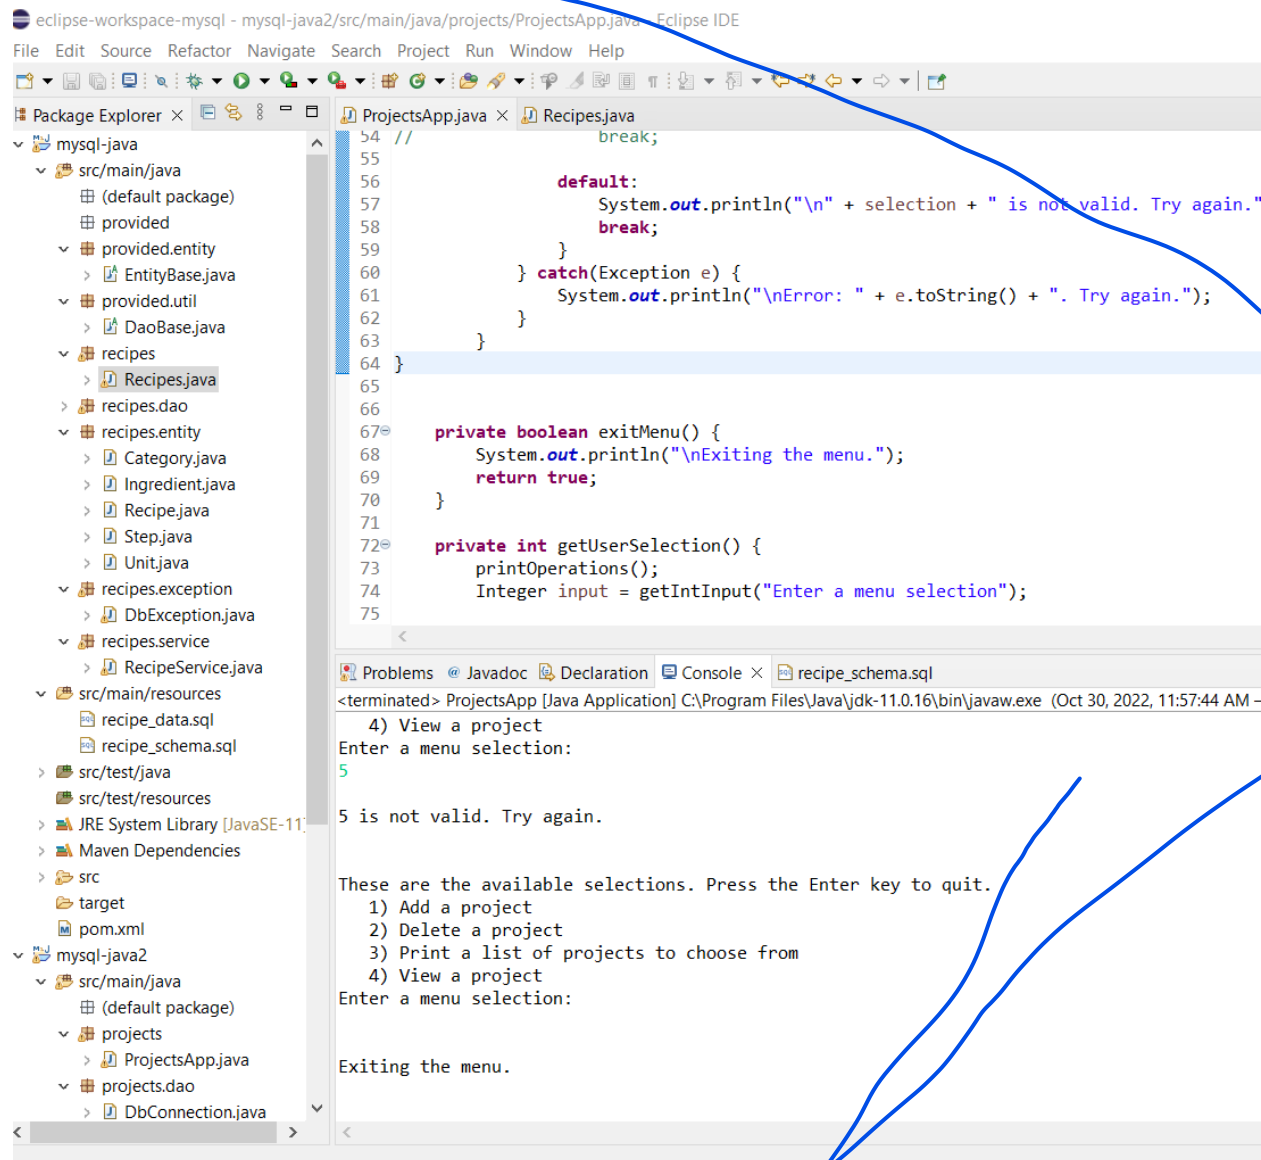 eclipse-workspace-mysql - mysql-java2/src/main/java/projects/ProjectsApp.java - Eclipse IDE
File Edit Source Refactor Navigate Search Project Run Window Help
Package Explorer
mysql-java
src/main/java
(default package)
provided
provided.entity
EntityBase.java
provided.util
DaoBase.java
recipes
Recipes.java
recipes.dao
recipes.entity
Category.java
Ingredient.java
Recipe.java
Step.java
Unit.java
recipes.exception
DbException.java
recipes.service
RecipeService.java
src/main/resources
recipe_data.sql
recipe_schema.sql
src/test/java
src/test/resources
JRE System Library [JavaSE-11]
Maven Dependencies
src
target
pom.xml
mysql-java2
src/main/java
(default package)
projects
ProjectsApp.java
projects.dao
DbConnection.java
ProjectsApp.java Recipes.java
54 // break;
55
56 default:
57 System.out.println("\n" + selection + " is not valid. Try again."
58 break;
59 }
60 } catch(Exception e) {
61 System.out.println("\nError: " + e.toString() + ". Try again.");
62 }
63 }
64 }
65
66
67 private boolean exitMenu() {
68 System.out.println("\nExiting the menu.");
69 return true;
70 }
71
72 private int getUserSelection() {
73 printOperations();
74 Integer input = getIntInput("Enter a menu selection");
75
Problems @ Javadoc Declaration Console recipe_schema.sql
<terminated> ProjectsApp [Java Application] C:\Program Files\Java\jdk-11.0.16\bin\javaw.exe (Oct 30, 2022, 11:57:44 AM –
4) View a project
Enter a menu selection:
5
5 is not valid. Try again.
These are the available selections. Press the Enter key to quit.
1) Add a project
2) Delete a project
3) Print a list of projects to choose from
4) View a project
Enter a menu selection:
Exiting the menu.